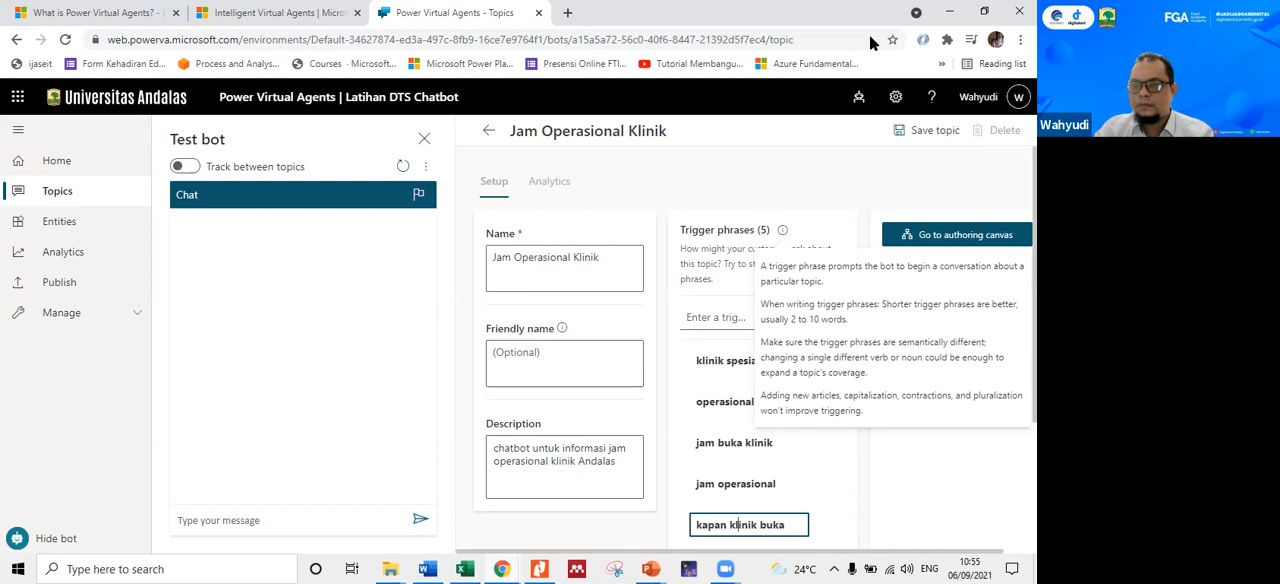 What is Power Virtual Agents? -
Intelligent Virtual Agents | Micros
Power Virtual Agents - Topics
web.powerva.microsoft.com/environments/Default-34627874-ed3a-497c-8fb9-16ce7e9764f1/bots/a15a5a72-56c0-40f6-8447-21392d5f7ec4/topic
ijaseit
Form Kehadiran Ed...
Process and Analys...
Courses · Microsoft...
Microsoft Power Pla...
Presensi Online FTI...
Tutorial Membangu...
Azure Fundamental...
»
Reading list
digitalent
FGA
#JADIJAGOANDIGITAL
Universitas Andalas
Power Virtual Agents | Latihan DTS Chatbot
?
Wahyudi
W
Wahyudi
Home
Topics
Entities
Analytics
Publish
Manage
Hide bot
Test bot
Track between topics
Chat
Type your message
Jam Operasional Klinik
Save topic
Delete
Setup
Analytics
Name *
Jam Operasional Klinik
Friendly name
(Optional)
Description
chatbot untuk informasi jam
operasional klinik Andalas
Trigger phrases (5)
How might your
ask about
this topic? Try to
phrases.
Enter a trig...
klinik
operasional
jam buka klinik
jam operasional
kapan klinik buka
Go to authoring canvas
A trigger phrase prompts the bot to begin a conversation about a
particular topic.
When writing trigger phrases: Shorter trigger phrases are better,
usually 2 to 10 words.
Make sure the trigger phrases are semantically different;
changing a single different verb or noun could be enough to
expand a topic's coverage.
Adding new articles, capitalization, contractions, and pluralization
won't improve triggering.
Type here to search
24°C
ENG
10:55
06/09/2021